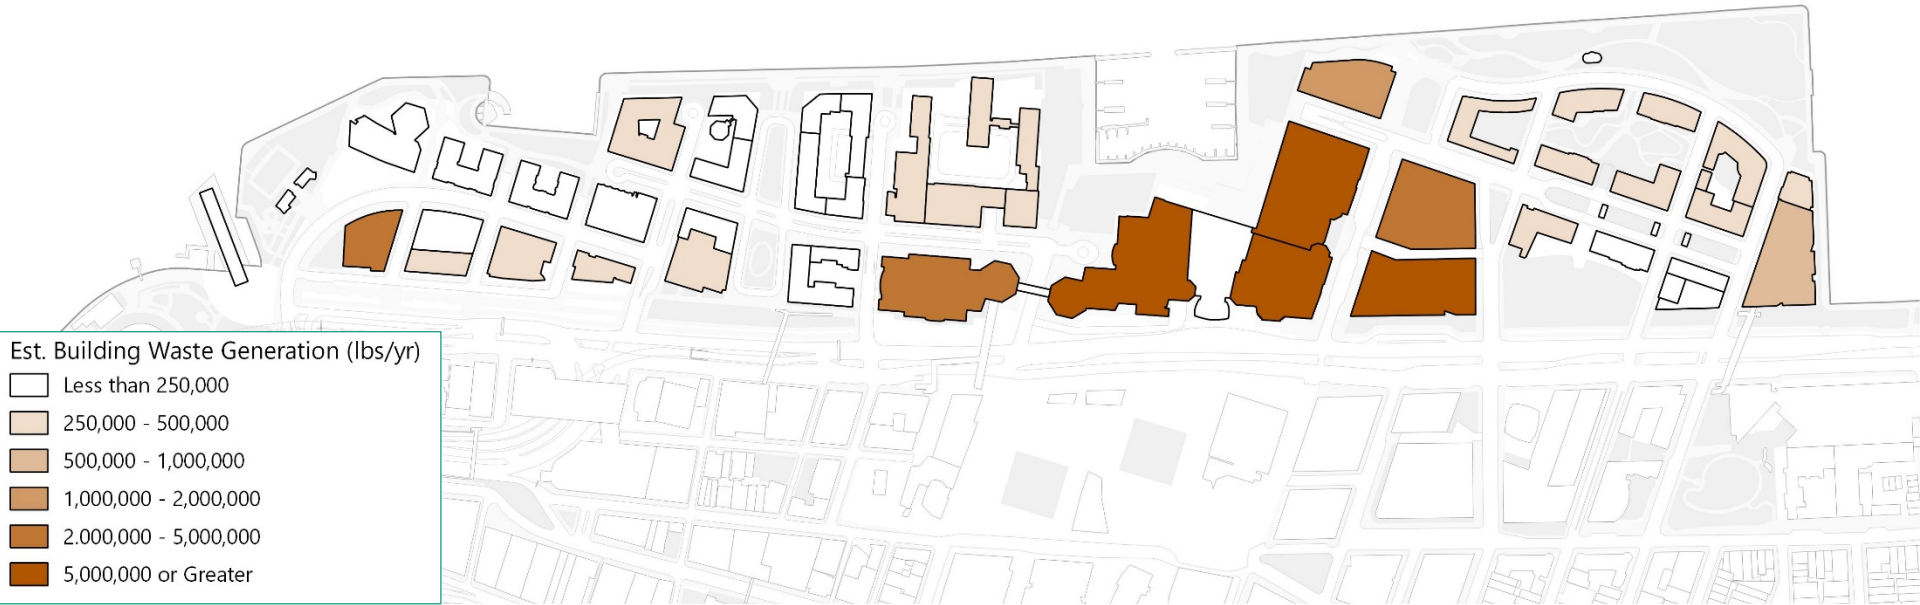 Est. Building Waste Generation (lbs/yr)
Less than 250,000
250,000 - 500,000
500,000 - 1,000,000
1,000,000 - 2,000,000
2.000,000 - 5,000,000
5,000,000 or Greater